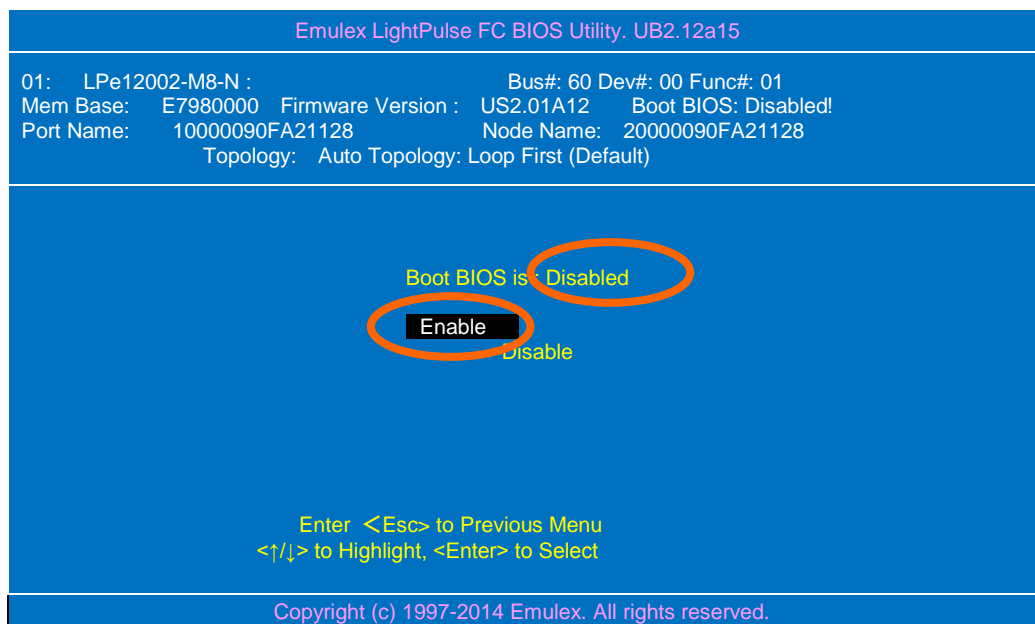 Emulex LightPulse FC BIOS Utility. UB2.12a15
01: LPe12002-M8-N : Bus#: 60 Dev#: 00 Func#: 01
Mem Base: E7980000 Firmware Version : US2.01A12 Boot BIOS: Disabled!
Port Name: 10000090FA21128 Node Name: 20000090FA21128
Topology: Auto Topology: Loop First (Default)
Boot BIOS is : Disabled
Enable
Disable
Enter <Esc> to Previous Menu
<↑/↓> to Highlight, <Enter> to Select
Copyright (c) 1997-2014 Emulex. All rights reserved.